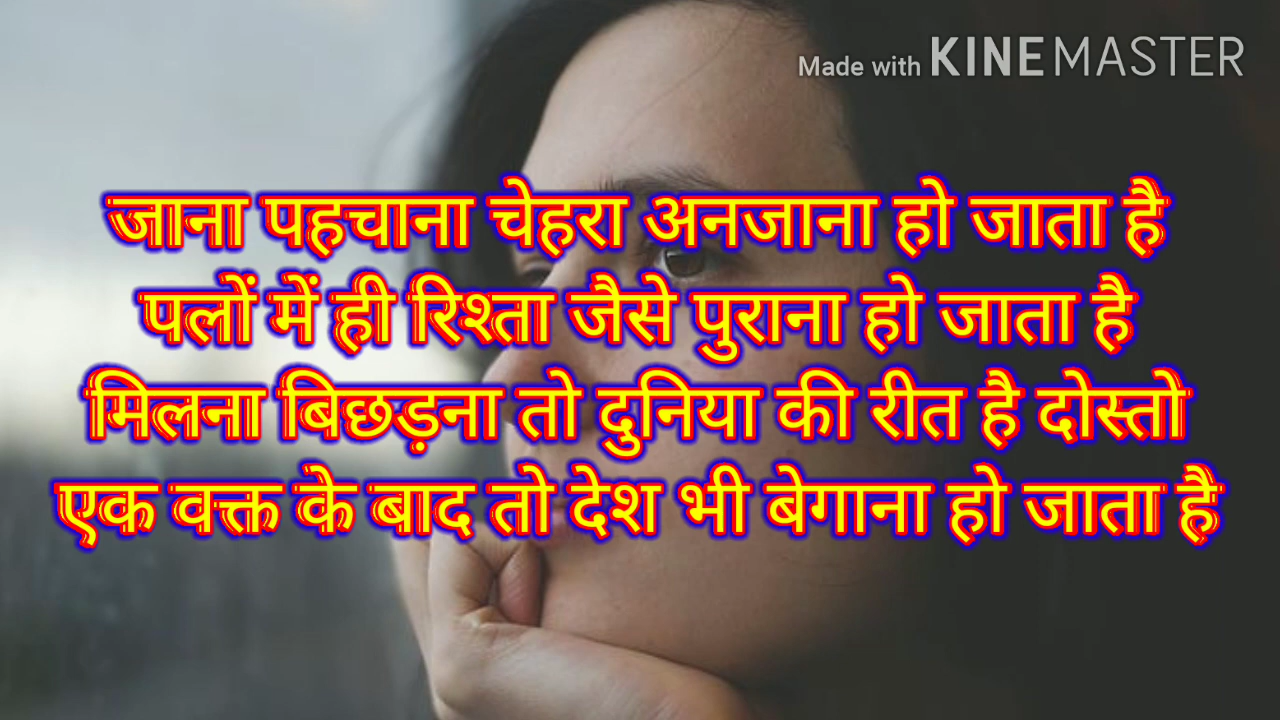 Made with KINEMASTER
जाना पहचाना चेहरा अनजाना हो जाता है
पलों में ही रिश्ता जैसे पुराना हो जाता है
मिलना बिछड़ना तो दुनिया की रीत है दोस्तो
एक वक्त के बाद तो देश भी बेगाना हो जाता है